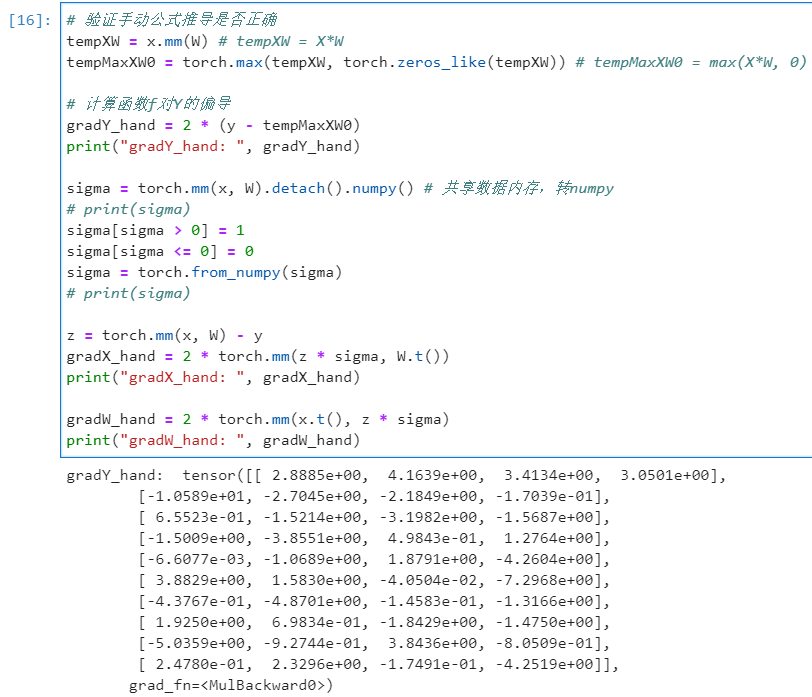 [16]: # 验证手动公式推导是否正确
tempXW = x.mm(W) # tempXW = X*W
tempMaxXW0 = torch.max(tempXW, torch.zeros_like(tempXW)) # tempMaxXW0 = max(X*W, 0)
# 计算函数f对Y的偏导
gradY_hand = 2 * (y - tempMaxXW0)
print("gradY_hand: ", gradY_hand)
sigma = torch.mm(x, W).detach().numpy() # 共享数据内存，转numpy
# print(sigma)
sigma[sigma > 0] = 1
sigma[sigma <= 0] = 0
sigma = torch.from_numpy(sigma)
# print(sigma)
z = torch.mm(x, W) - y
gradX_hand = 2 * torch.mm(z * sigma, W.t())
print("gradX_hand: ", gradX_hand)
gradW_hand = 2 * torch.mm(x.t(), z * sigma)
print("gradW_hand: ", gradW_hand)
gradY_hand:  tensor([[ 2.8885e+00,  4.1639e+00,  3.4134e+00,  3.0501e+00],
[-1.0589e+01, -2.7045e+00, -2.1849e+00, -1.7039e-01],
[ 6.5523e-01, -1.5214e+00, -3.1982e+00, -1.5687e+00],
[-1.5009e+00, -3.8551e+00,  4.9843e-01,  1.2764e+00],
[-6.6077e-03, -1.0689e+00,  1.8791e+00, -4.2604e+00],
[ 3.8829e+00,  1.5830e+00, -4.0504e-02, -7.2968e+00],
[-4.3767e-01, -4.8701e+00, -1.4583e-01, -1.3166e+00],
[ 1.9250e+00,  6.9834e-01, -1.8429e+00, -1.4750e+00],
[-5.0359e+00, -9.2744e-01,  3.8436e+00, -8.0509e-01],
[ 2.4780e-01,  2.3296e+00, -1.7491e-01, -4.2519e+00]],
grad_fn=<MulBackward0>)